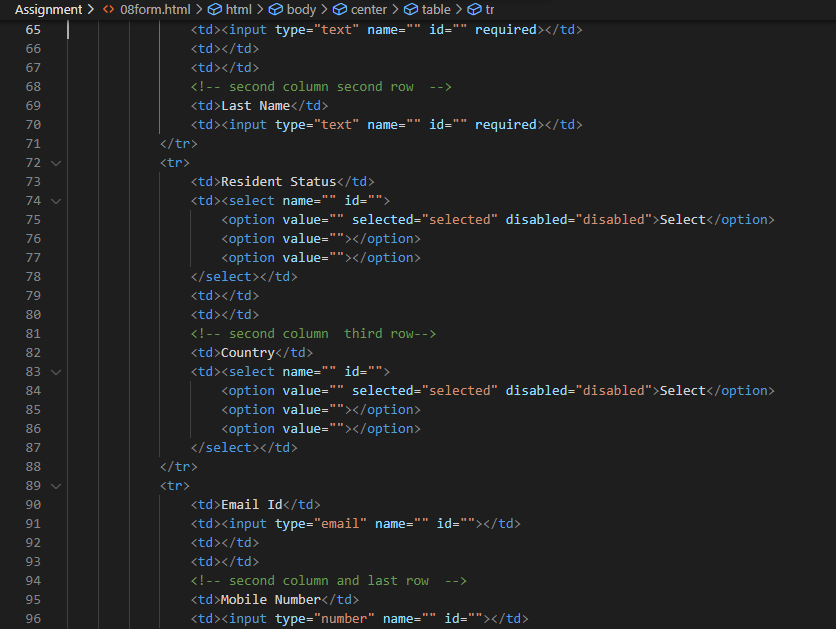 Assignment > <> 08form.html > html > body > center > table > tr
65 <td><input type="text" name="" id="" required></td>
66 <td></td>
67 <td></td>
68 <!-- second column second row  -->
69 <td>Last Name</td>
70 <td><input type="text" name="" id="" required></td>
71 </tr>
72 <tr>
73 <td>Resident Status</td>
74 <td><select name="" id="">
75 <option value="" selected="selected" disabled="disabled">Select</option>
76 <option value=""></option>
77 <option value=""></option>
78 </select></td>
79 <td></td>
80 <td></td>
81 <!-- second column  third row-->
82 <td>Country</td>
83 <td><select name="" id="">
84 <option value="" selected="selected" disabled="disabled">Select</option>
85 <option value=""></option>
86 <option value=""></option>
87 </select></td>
88 </tr>
89 <tr>
90 <td>Email Id</td>
91 <td><input type="email" name="" id=""></td>
92 <td></td>
93 <td></td>
94 <!-- second column and last row  -->
95 <td>Mobile Number</td>
96 <td><input type="number" name="" id=""></td>